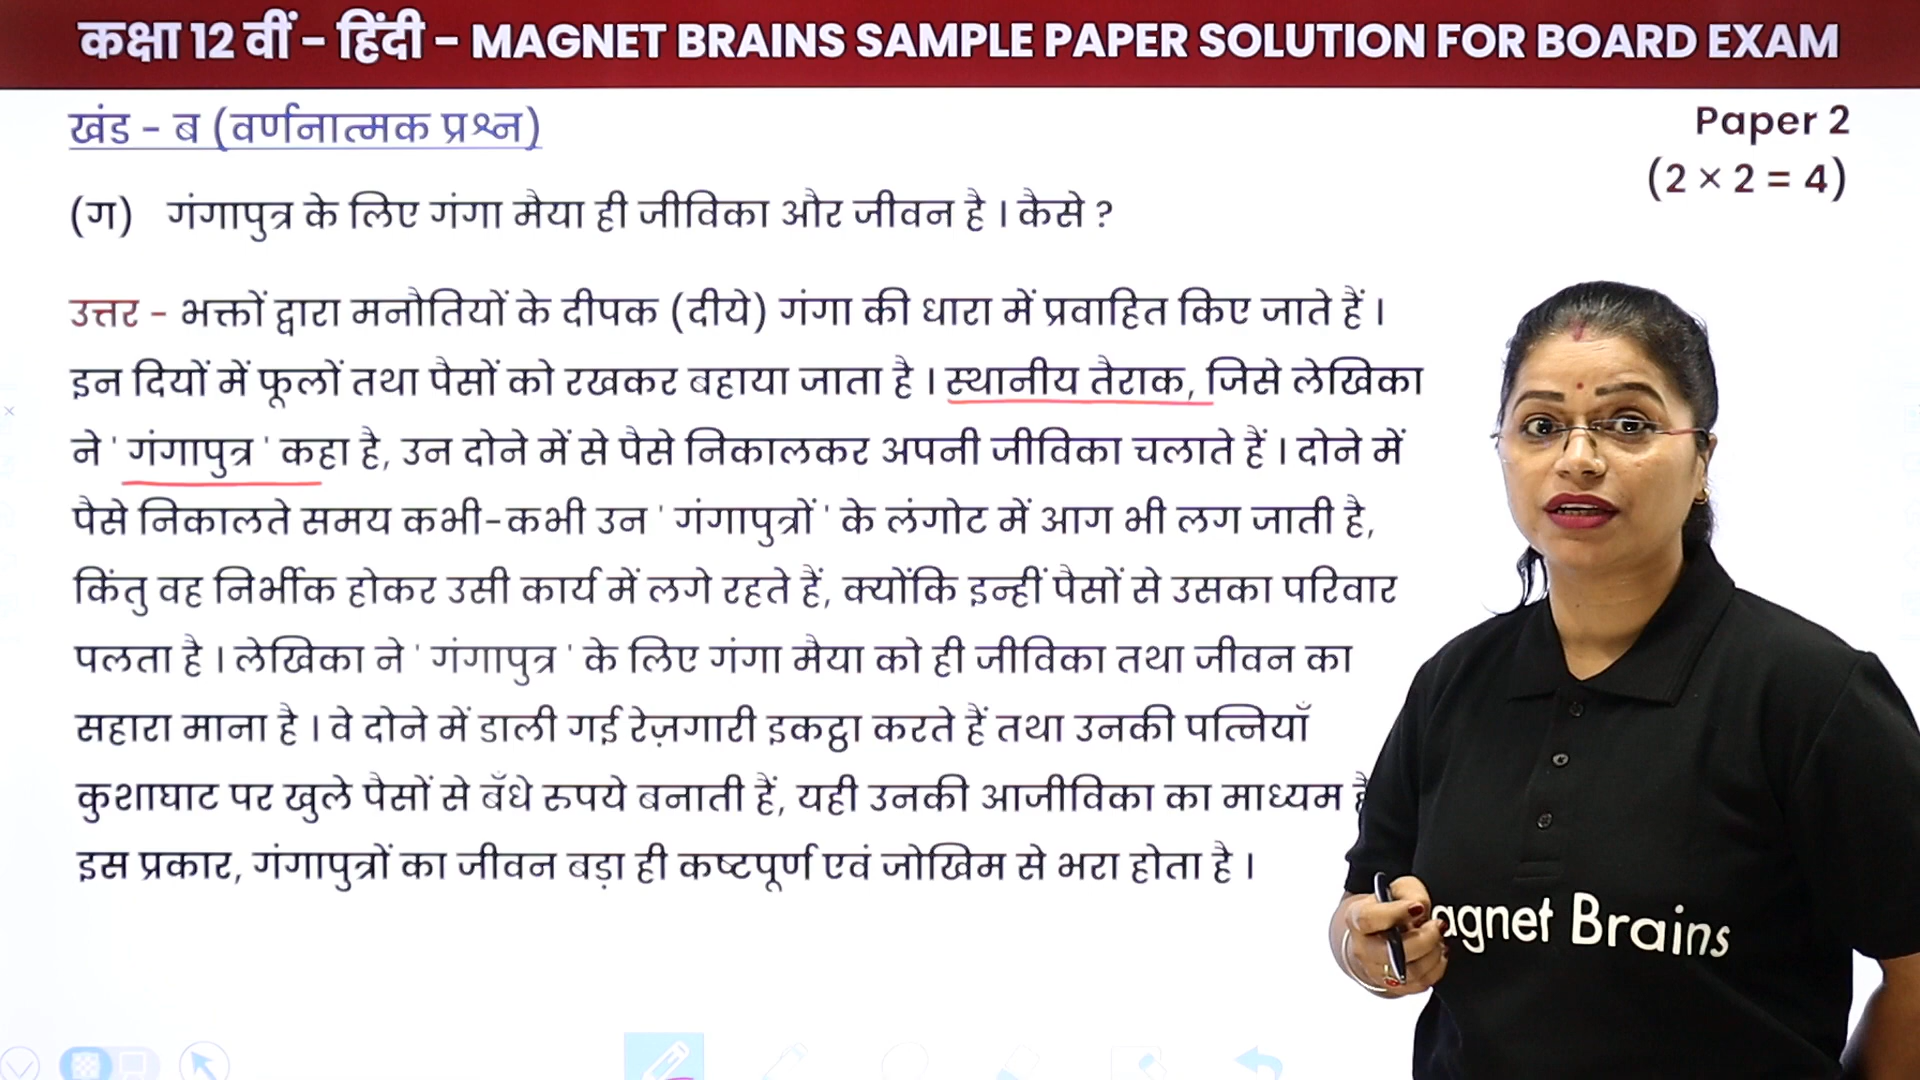 कक्षा 12 वीं – हिंदी – MAGNET BRAINS SAMPLE PAPER SOLUTION FOR BOARD EXAM
खंड – ब (वर्णनात्मक प्रश्न)
Paper 2
(2 × 2 = 4)
(ग) गंगापुत्र के लिए गंगा मैया ही जीविका और जीवन है । कैसे ?
उत्तर – भक्तों द्वारा मनौतियों के दीपक (दीये) गंगा की धारा में प्रवाहित किए जाते हैं ।
इन दियों में फूलों तथा पैसों को रखकर बहाया जाता है । स्थानीय तैराक, जिसे लेखिका
ने ' गंगापुत्र ' कहा है, उन दोने में से पैसे निकालकर अपनी जीविका चलाते हैं । दोने में
पैसे निकालते समय कभी-कभी उन ' गंगापुत्रों ' के लंगोट में आग भी लग जाती है,
किंतु वह निर्भीक होकर उसी कार्य में लगे रहते हैं, क्योंकि इन्हीं पैसों से उसका परिवार
पलता है । लेखिका ने ' गंगापुत्र ' के लिए गंगा मैया को ही जीविका तथा जीवन का
सहारा माना है । वे दोने में डाली गई रेज़गारी इकट्ठा करते हैं तथा उनकी पत्नियाँ
कुशाघाट पर खुले पैसों से बँधे रुपये बनाती हैं, यही उनकी आजीविका का माध्यम है
इस प्रकार, गंगापुत्रों का जीवन बड़ा ही कष्टपूर्ण एवं जोखिम से भरा होता है ।
agnet Brains